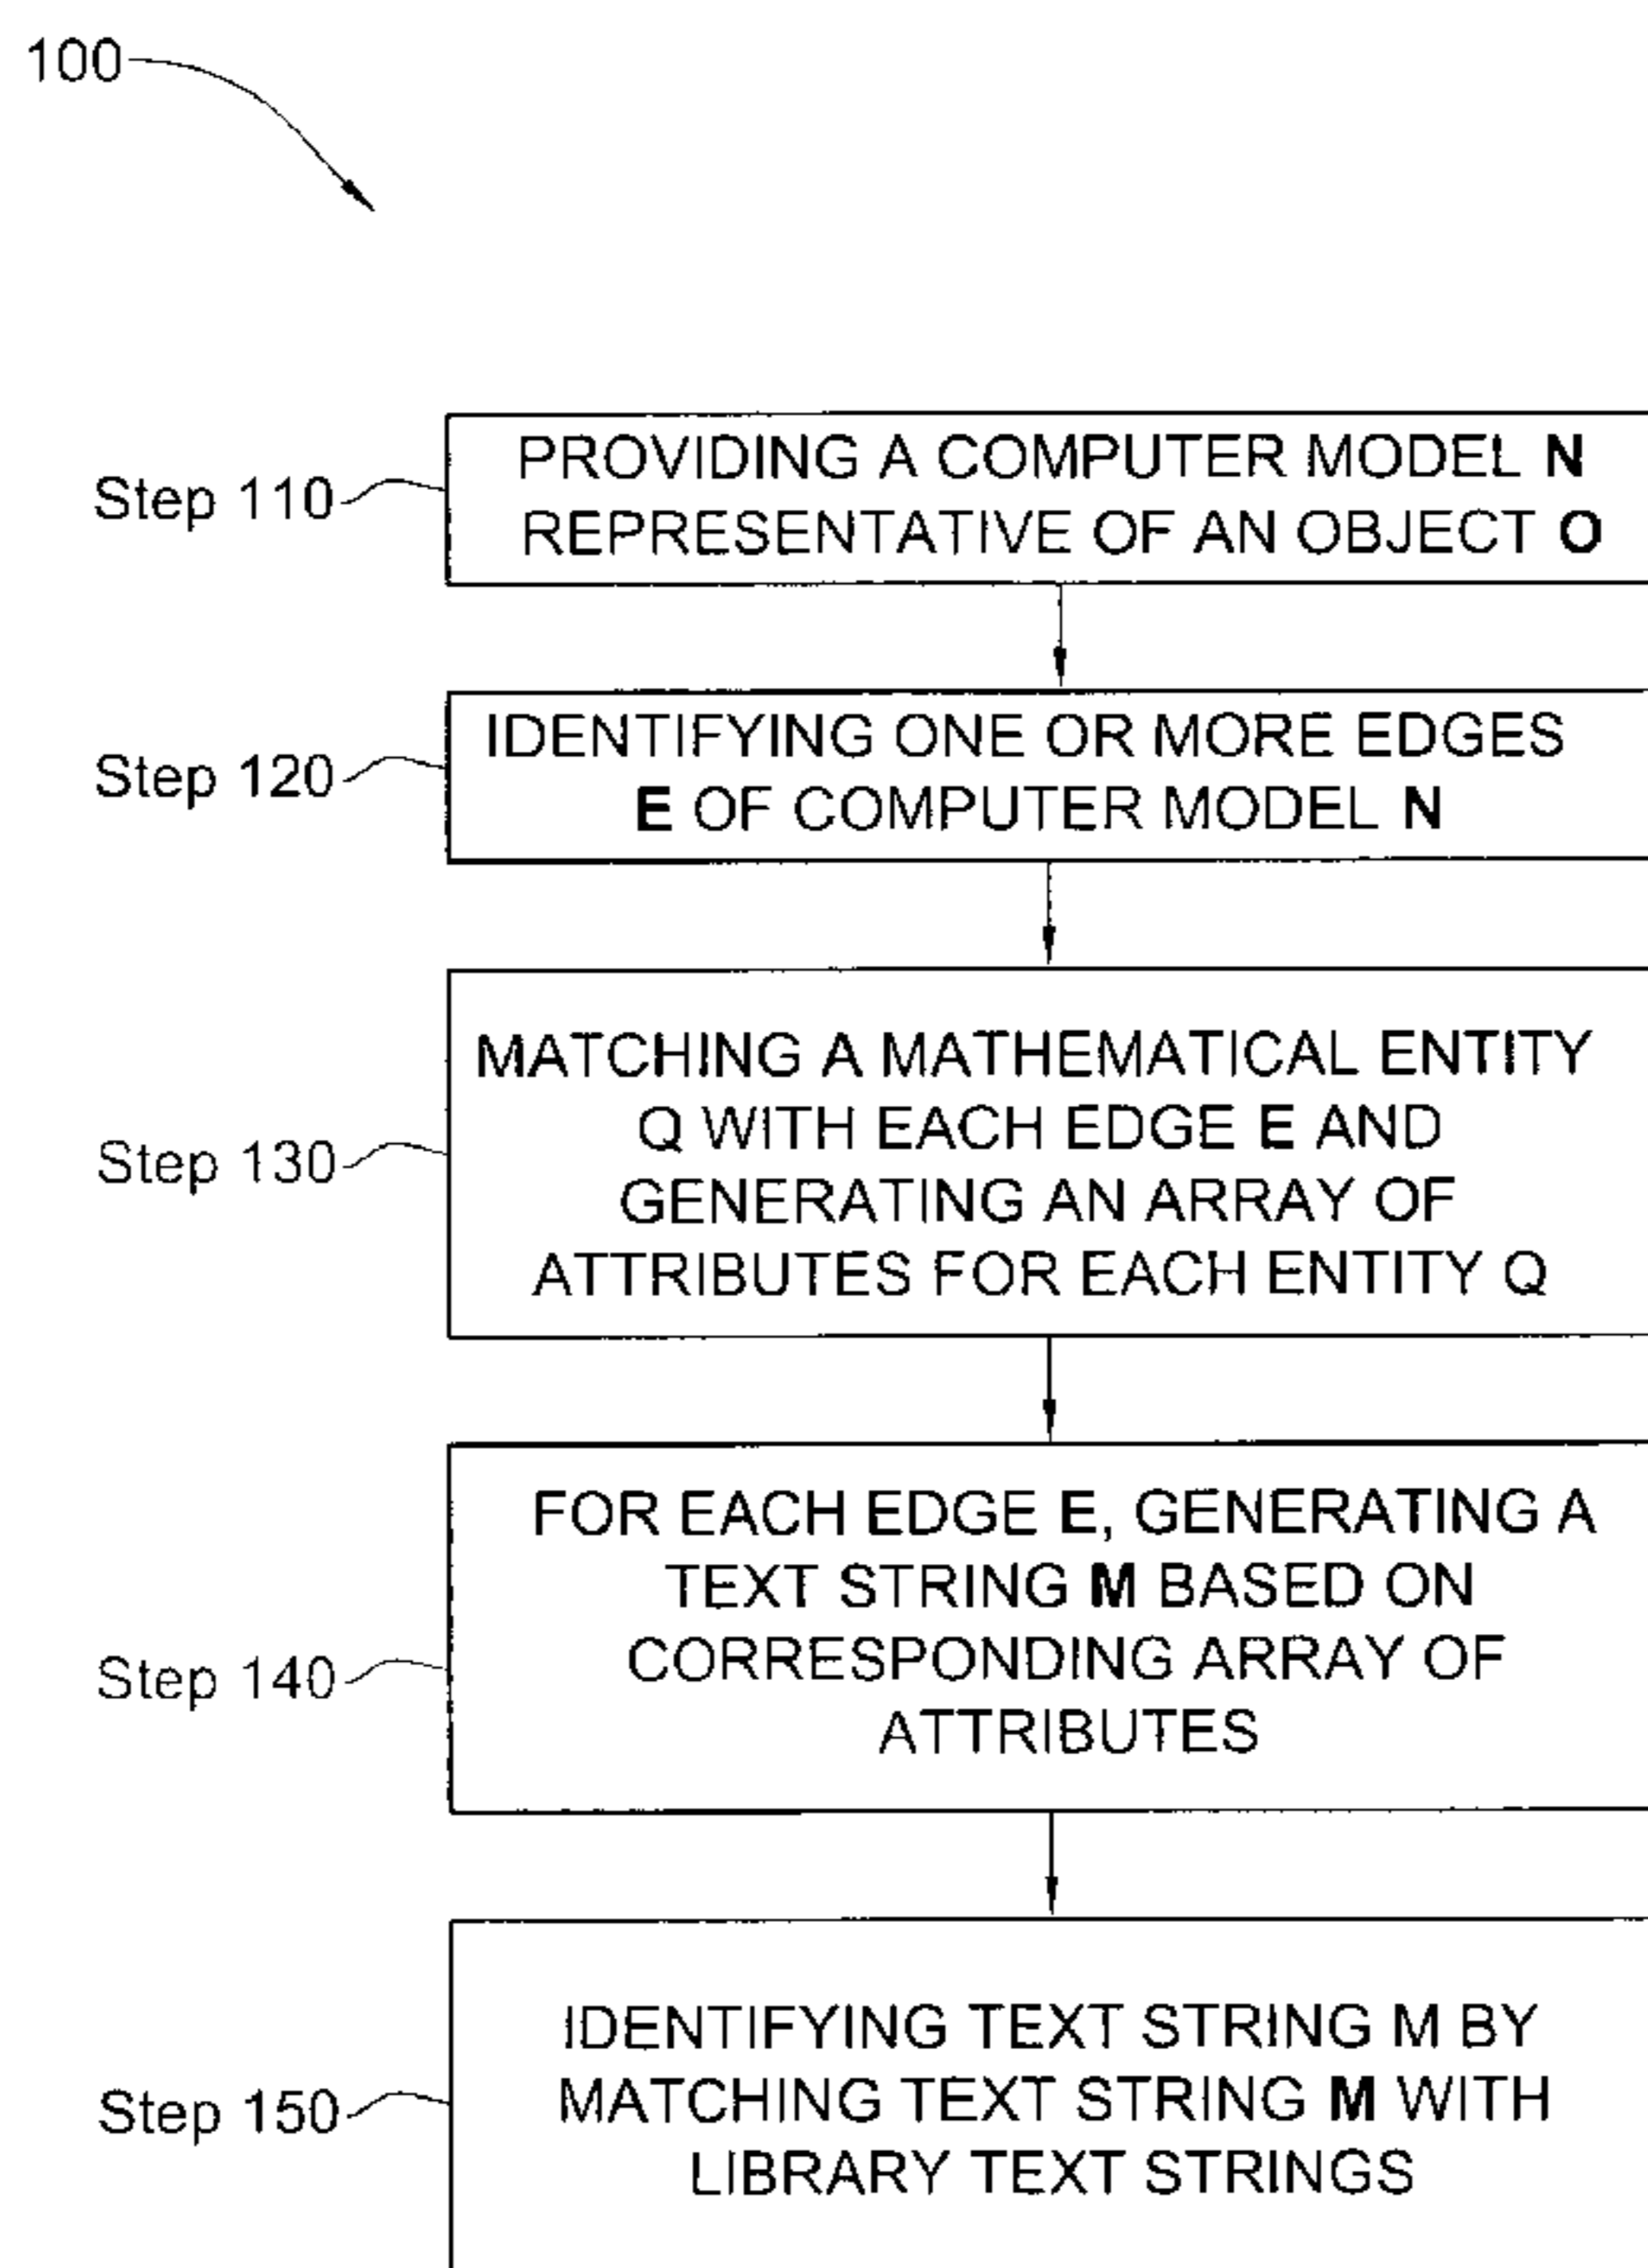 100
Step 110
PROVIDING A COMPUTER MODEL N
REPRESENTATIVE OF AN OBJECT O
Step 120
IDENTIFYING ONE OR MORE EDGES
E OF COMPUTER MODEL N
Step 130
MATCHING A MATHEMATICAL ENTITY
Q WITH EACH EDGE E AND
GENERATING AN ARRAY OF
ATTRIBUTES FOR EACH ENTITY Q
Step 140
FOR EACH EDGE E, GENERATING A
TEXT STRING M BASED ON
CORRESPONDING ARRAY OF
ATTRIBUTES
Step 150
IDENTIFYING TEXT STRING M BY
MATCHING TEXT STRING M WITH
LIBRARY TEXT STRINGS